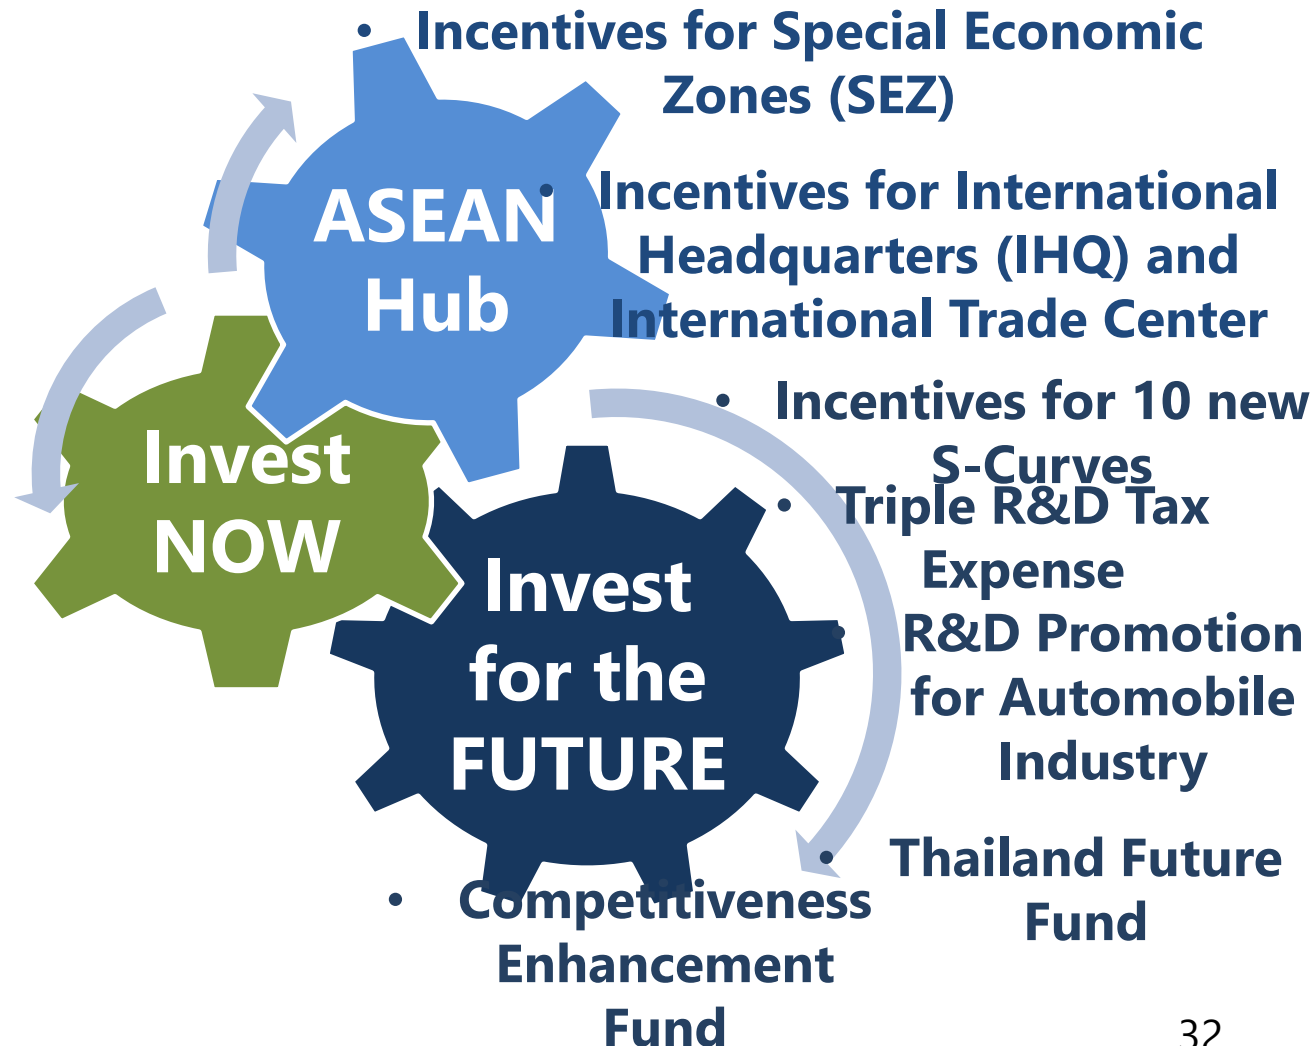 • Incentives for Special Economic
Zones (SEZ)
ASEAN
Hub
• Incentives for International
Headquarters (IHQ) and
International Trade Center
Invest
NOW
Invest
for the
FUTURE
• Incentives for 10 new
S-Curves
• Triple R&D Tax
Expense
• R&D Promotion
for Automobile
Industry
• Thailand Future
Fund
• Competitiveness
Enhancement
Fund
32